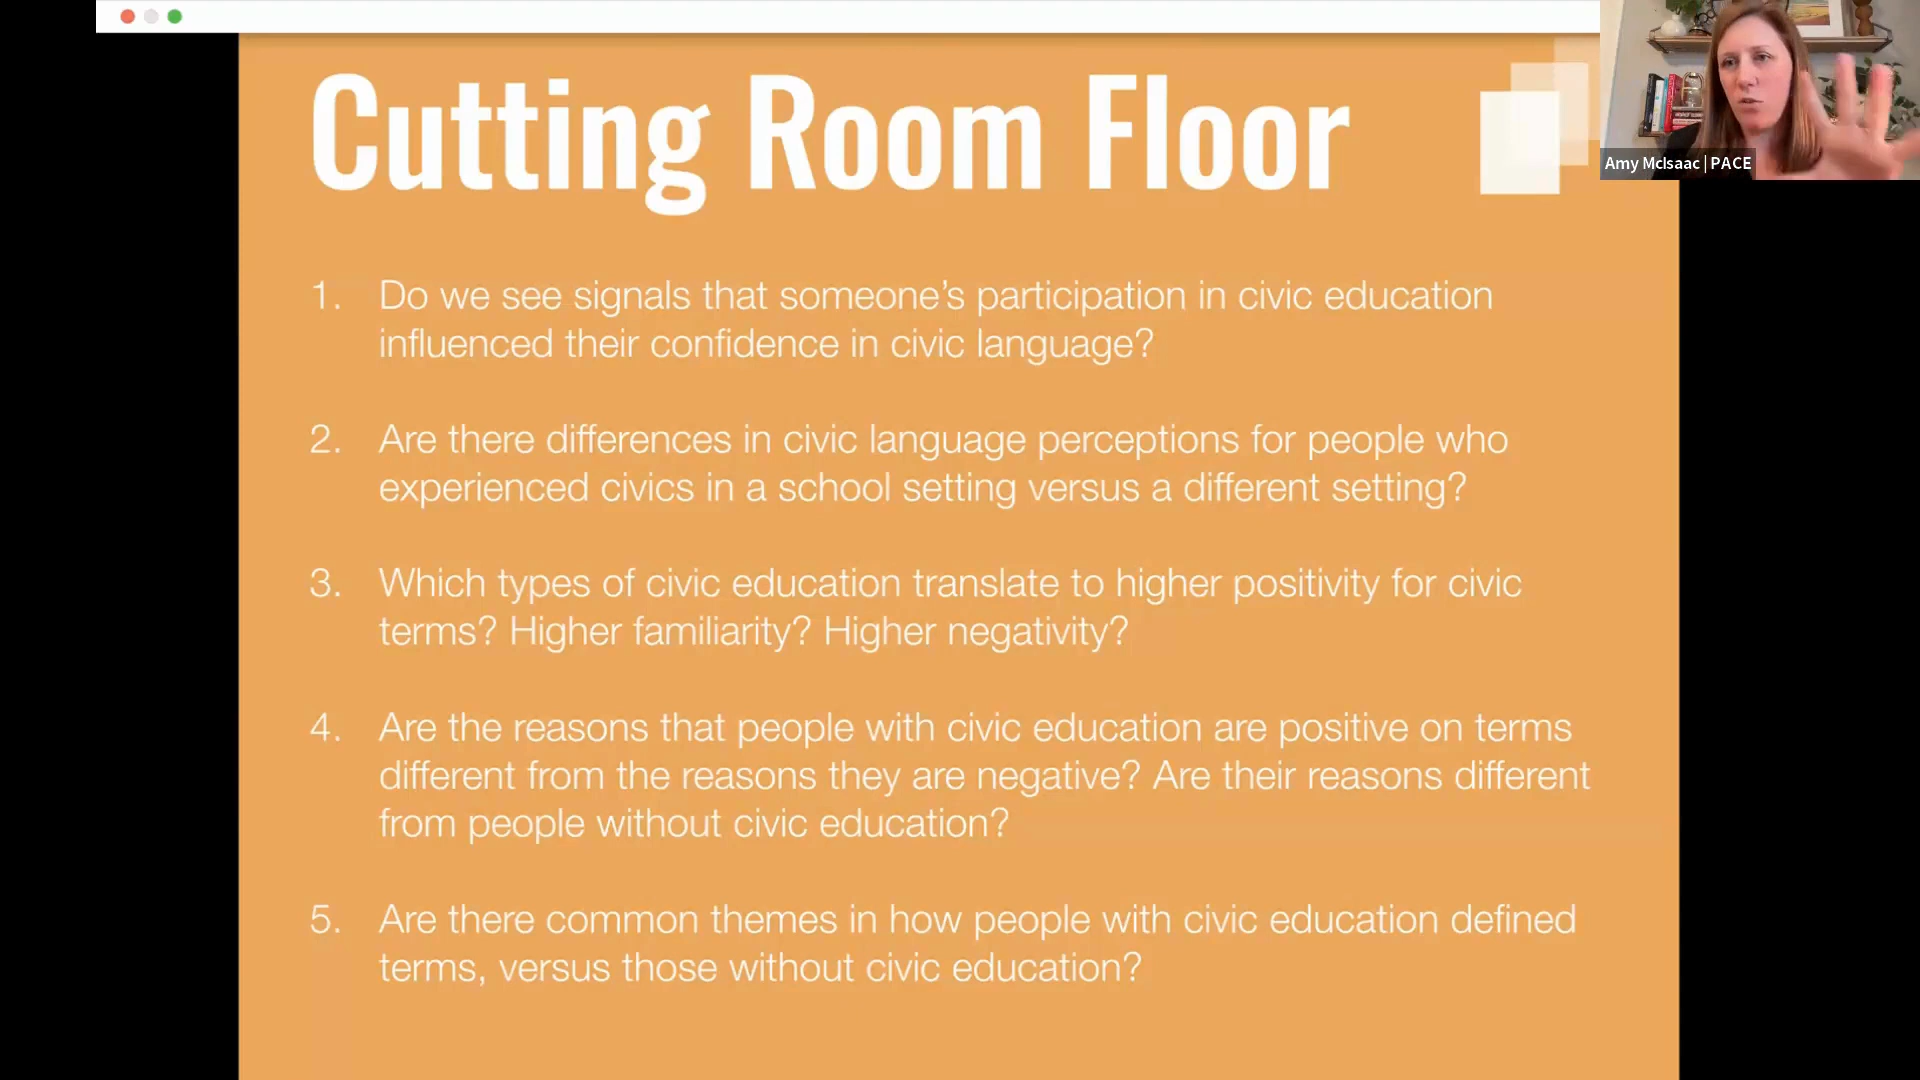 Cutting Room Floor
Amy McIsaac | PACE
1. Do we see signals that someone’s participation in civic education
influenced their confidence in civic language?
2. Are there differences in civic language perceptions for people who
experienced civics in a school setting versus a different setting?
3. Which types of civic education translate to higher positivity for civic
terms? Higher familiarity? Higher negativity?
4. Are the reasons that people with civic education are positive on terms
different from the reasons they are negative? Are their reasons different
from people without civic education?
5. Are there common themes in how people with civic education defined
terms, versus those without civic education?